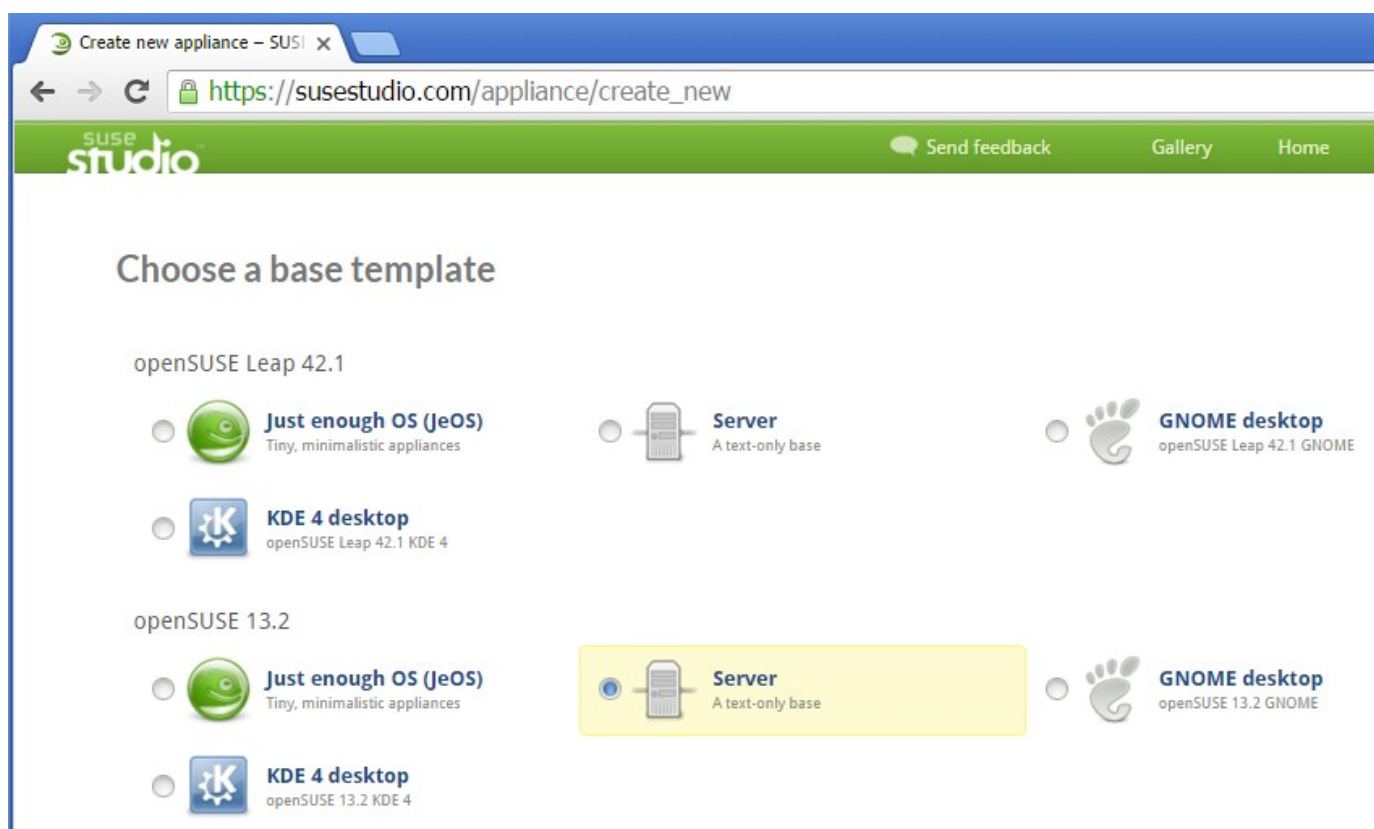 Create new appliance – SUSI
https://susestudio.com/appliance/create_new
suse studio™
Send feedback
Gallery
Home
Choose a base template
openSUSE Leap 42.1
Just enough OS (JeOS)
Tiny, minimalistic appliances
Server
A text-only base
GNOME desktop
openSUSE Leap 42.1 GNOME
KDE 4 desktop
openSUSE Leap 42.1 KDE 4
openSUSE 13.2
Just enough OS (JeOS)
Tiny, minimalistic appliances
Server
A text-only base
GNOME desktop
openSUSE 13.2 GNOME
KDE 4 desktop
openSUSE 13.2 KDE 4